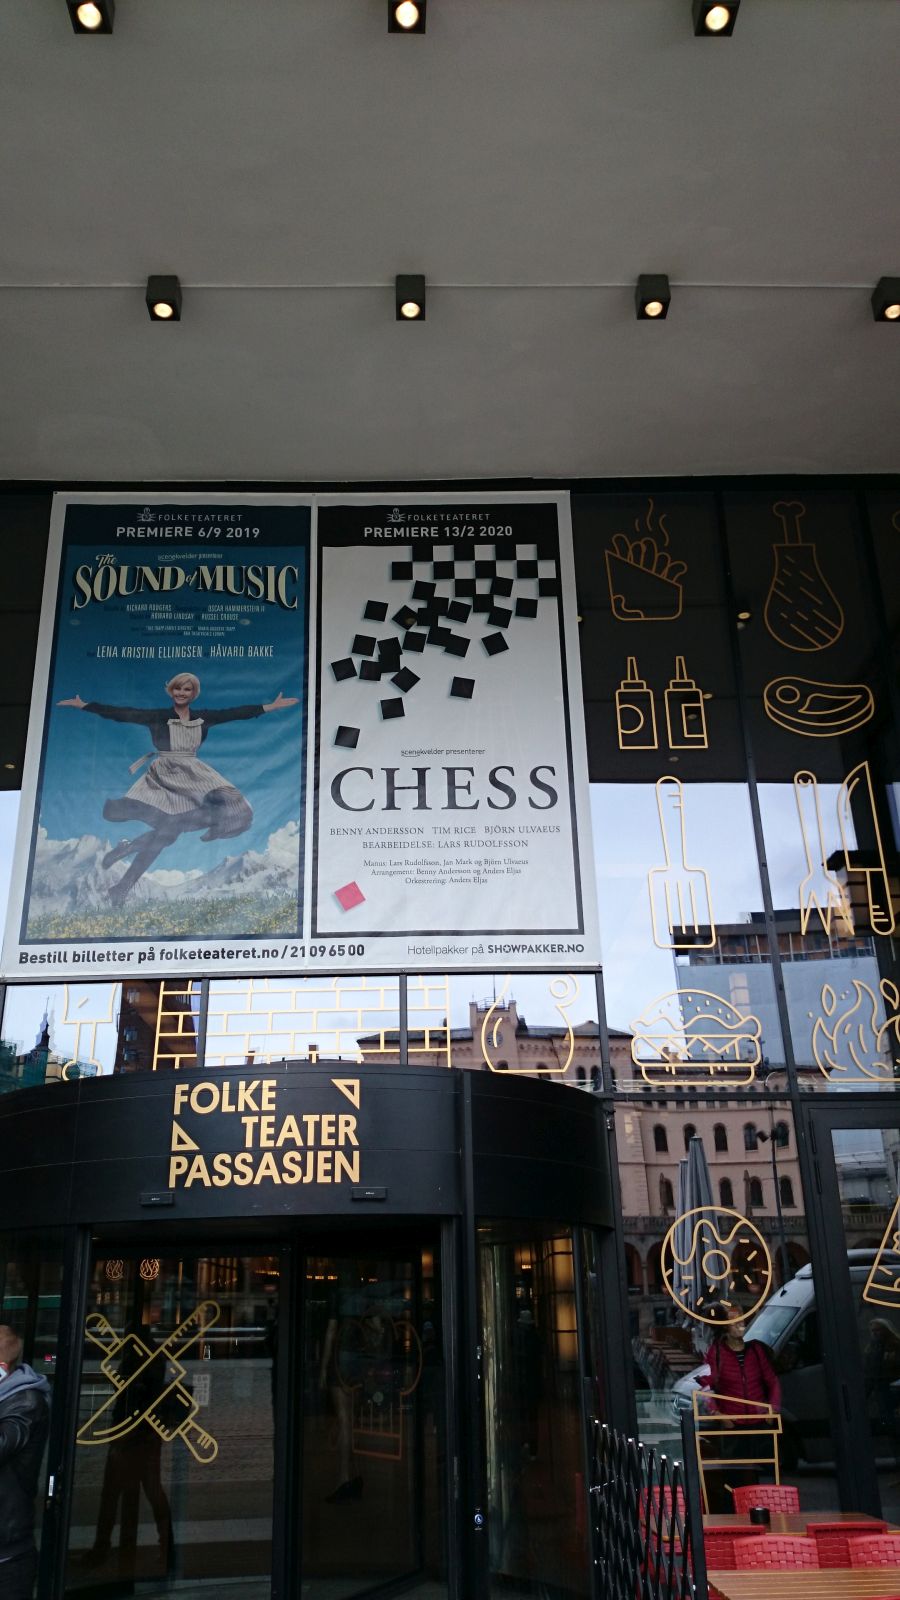 FOLKETEATERET
PREMIERE 6/9 2019
scenekvelder presenterer
The
SOUND of MUSIC
RICHARD RODGERS OSCAR HAMMERSTEIN II
HOWARD LINDSAY RUSSEL CROUSE
LENA KRISTIN ELLINGSEN HÅVARD BAKKE
FOLKETEATERET
PREMIERE 13/2 2020
scenekvelder presenterer
CHESS
BENNY ANDERSSON TIM RICE BJÖRN ULVAEUS
BEARBEIDELSE: LARS RUDOLFSSON
Manus: Lars Rudolfsson, Jan Mark og Björn Ulvaeus
Arrangement: Benny Andersson og Anders Eljas
Orkestrering: Anders Eljas
Bestill billetter på folketeateret.no / 21 09 65 00
Hotellpakker på SHOWPAKKER.NO
FOLKE
TEATER
PASSASJEN